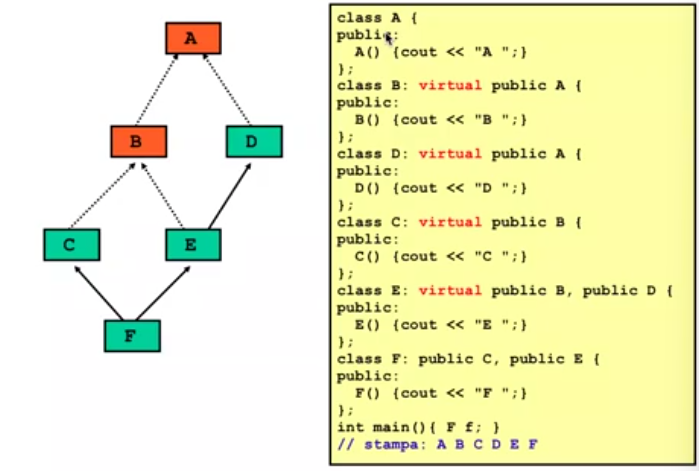 A
B
D
C
E
F
class A {
public:
A() {cout << "A ";}
};
class B: virtual public A {
public:
B() {cout << "B ";}
};
class D: virtual public A {
public:
D() {cout << "D ";}
};
class C: virtual public B {
public:
C() {cout << "C ";}
};
class E: virtual public B, public D {
public:
E() {cout << "E ";}
};
class F: public C, public E {
public:
F() {cout << "F ";}
};
int main(){ F f; }
// stampa: A B C D E F